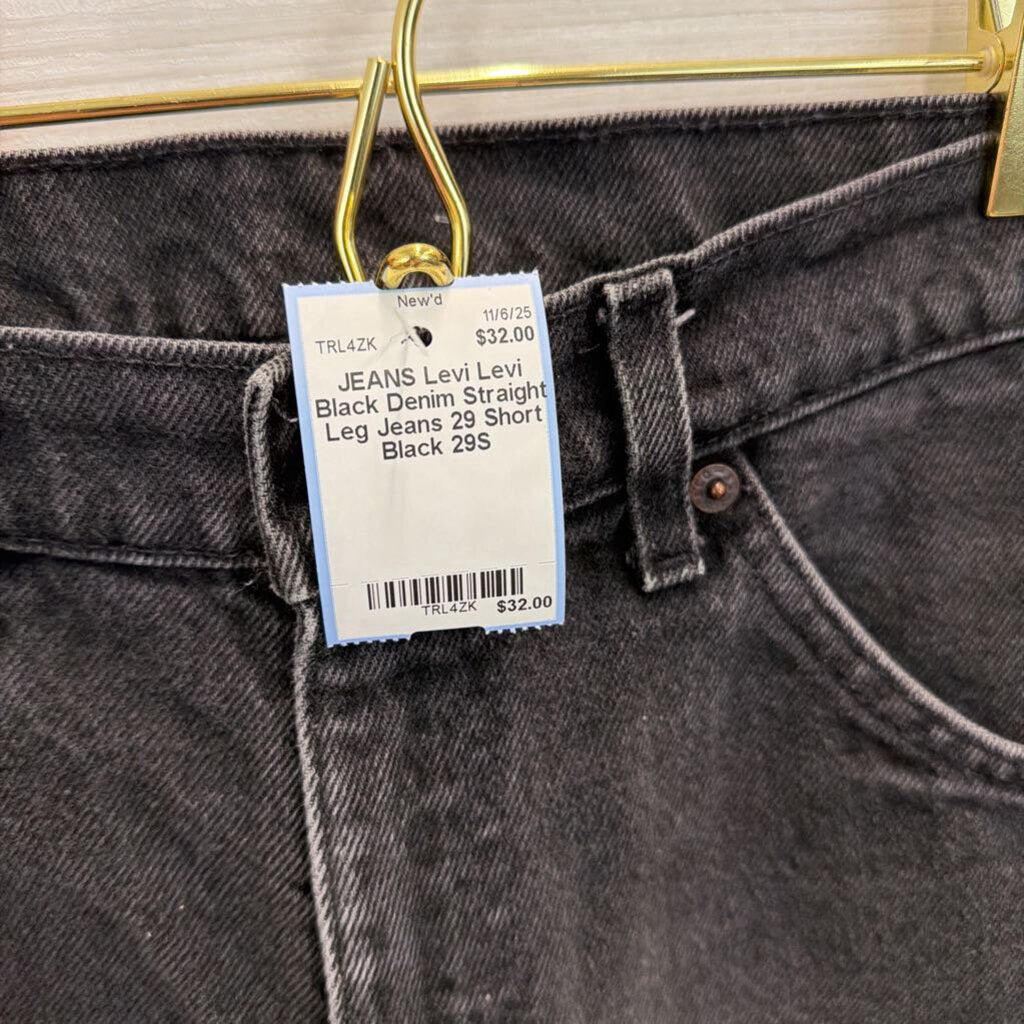 New'd
11/6/25
TRL4ZK
$32.00
JEANS Levi Levi
Black Denim Straight
Leg Jeans 29 Short
Black 29S
TRL4ZK
$32.00